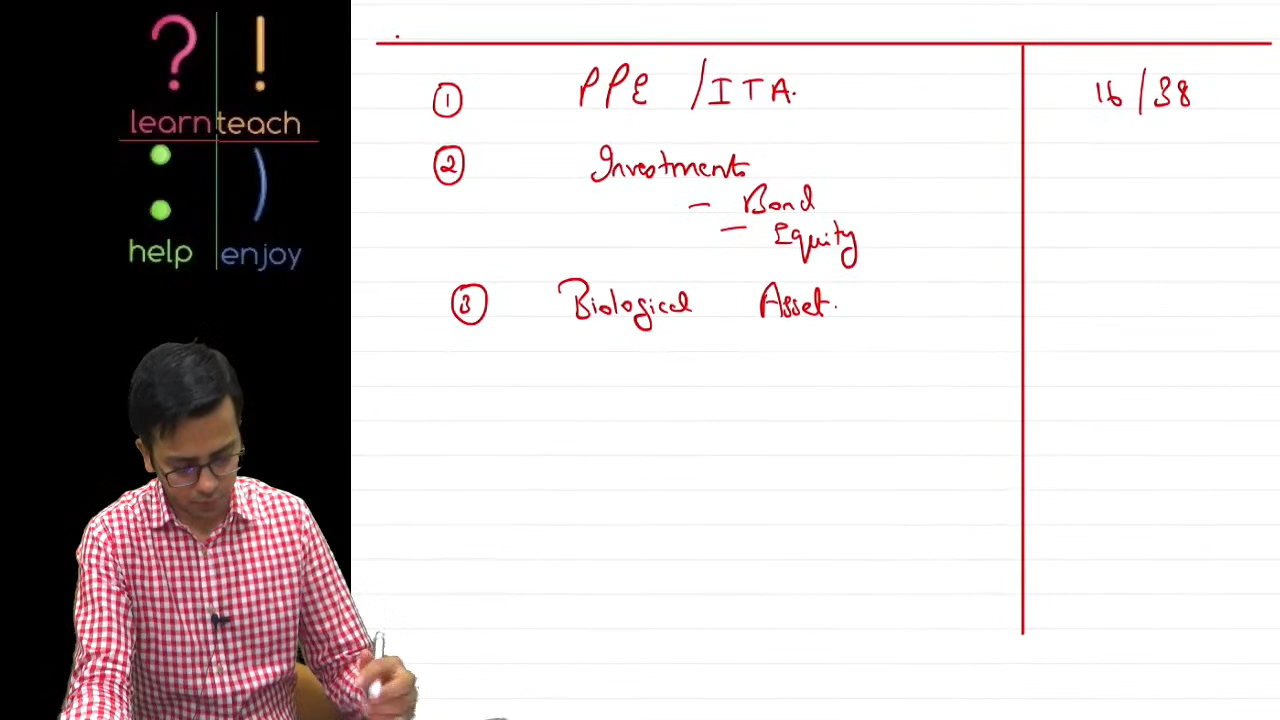 ? !
learn teach
: )
help enjoy
① PPE / ITA. 16/38
② Investments
- Bond
- Equity
③ Biological Asset.